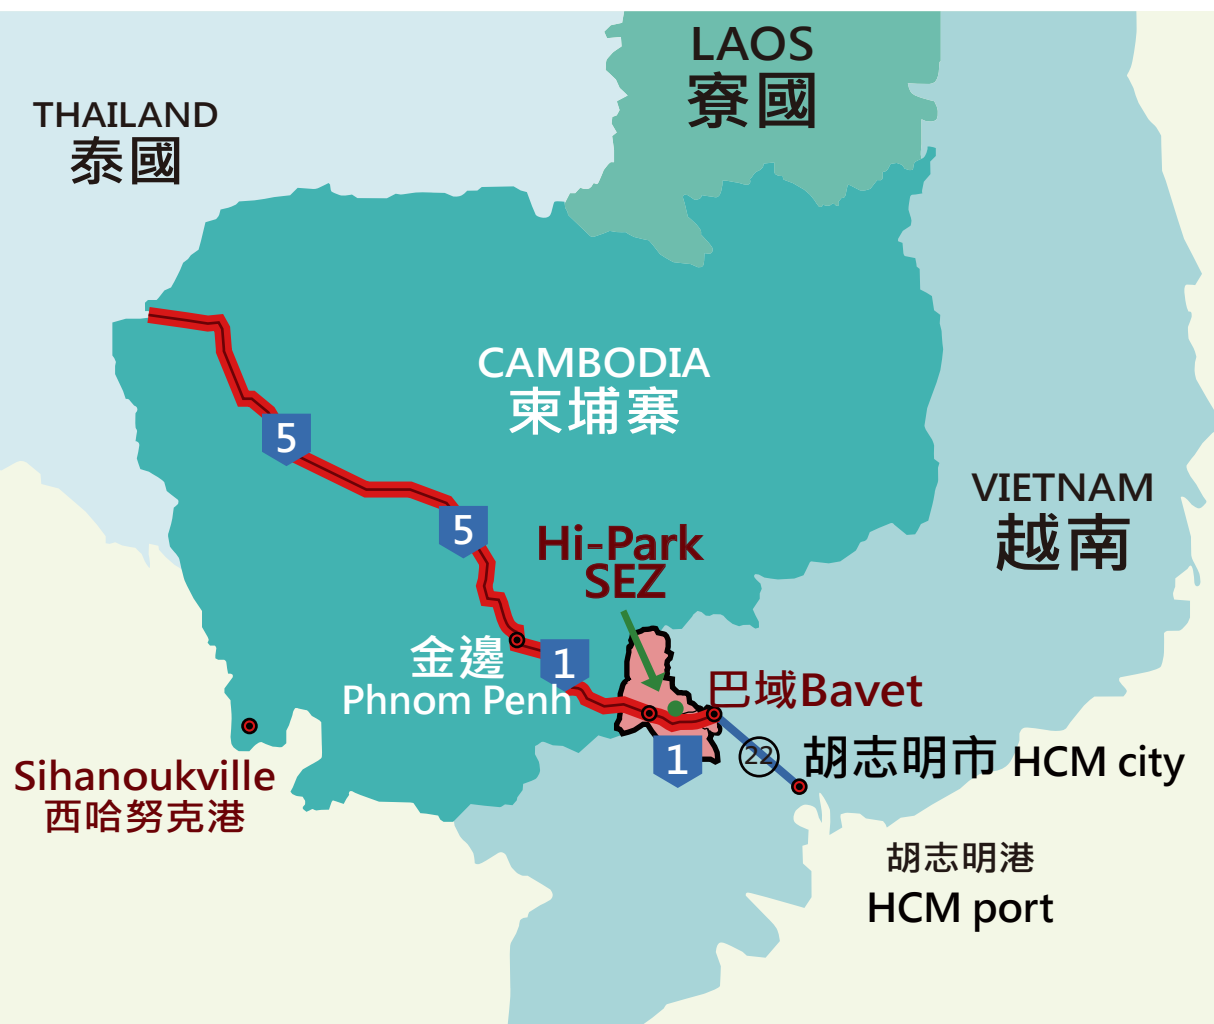 LAOS
寮國
THAILAND
泰國
CAMBODIA
柬埔寨
5
VIETNAM
越南
5
Hi-Park
SEZ
金邊
Phnom Penh
1
巴域Bavet
1
22
胡志明市 HCM city
Sihanoukville
西哈努克港
胡志明港
HCM port